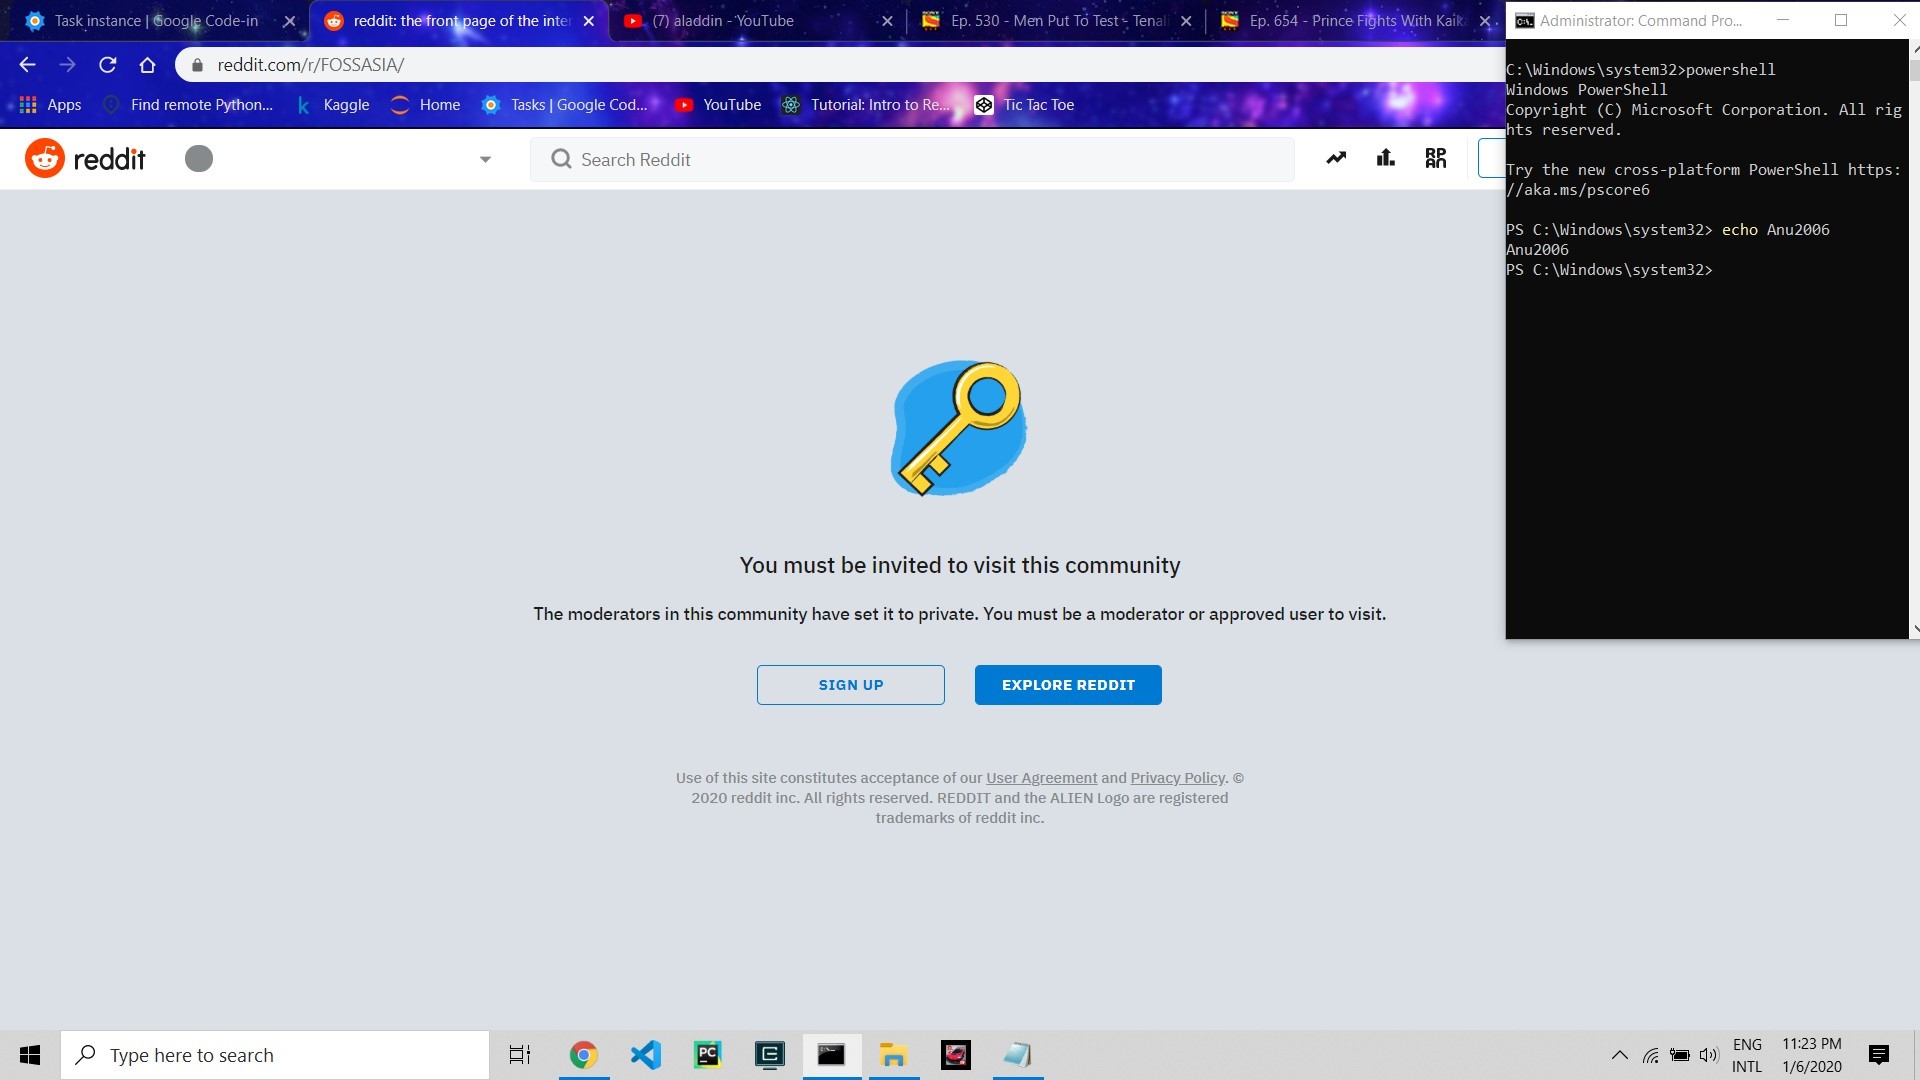 Task instance | Google Code-in
reddit: the front page of the inter
(7) aladdin - YouTube
Ep. 530 - Men Put To Test - Tenali
Ep. 654 - Prince Fights With Kaika
reddit.com/r/FOSSASIA/
Apps
Find remote Python...
Kaggle
Home
Tasks | Google Cod...
YouTube
Tutorial: Intro to Re...
Tic Tac Toe
reddit
Search Reddit
RPAN
You must be invited to visit this community
The moderators in this community have set it to private. You must be a moderator or approved user to visit.
SIGN UP
EXPLORE REDDIT
Use of this site constitutes acceptance of our User Agreement and Privacy Policy. ©
2020 reddit inc. All rights reserved. REDDIT and the ALIEN Logo are registered
trademarks of reddit inc.
Administrator: Command Pro...
C:\Windows\system32>powershell
Windows PowerShell
Copyright (C) Microsoft Corporation. All rig
hts reserved.
Try the new cross-platform PowerShell https:
//aka.ms/pscore6
PS C:\Windows\system32> echo Anu2006
Anu2006
PS C:\Windows\system32>
Type here to search
PC
ENG
INTL
11:23 PM
1/6/2020